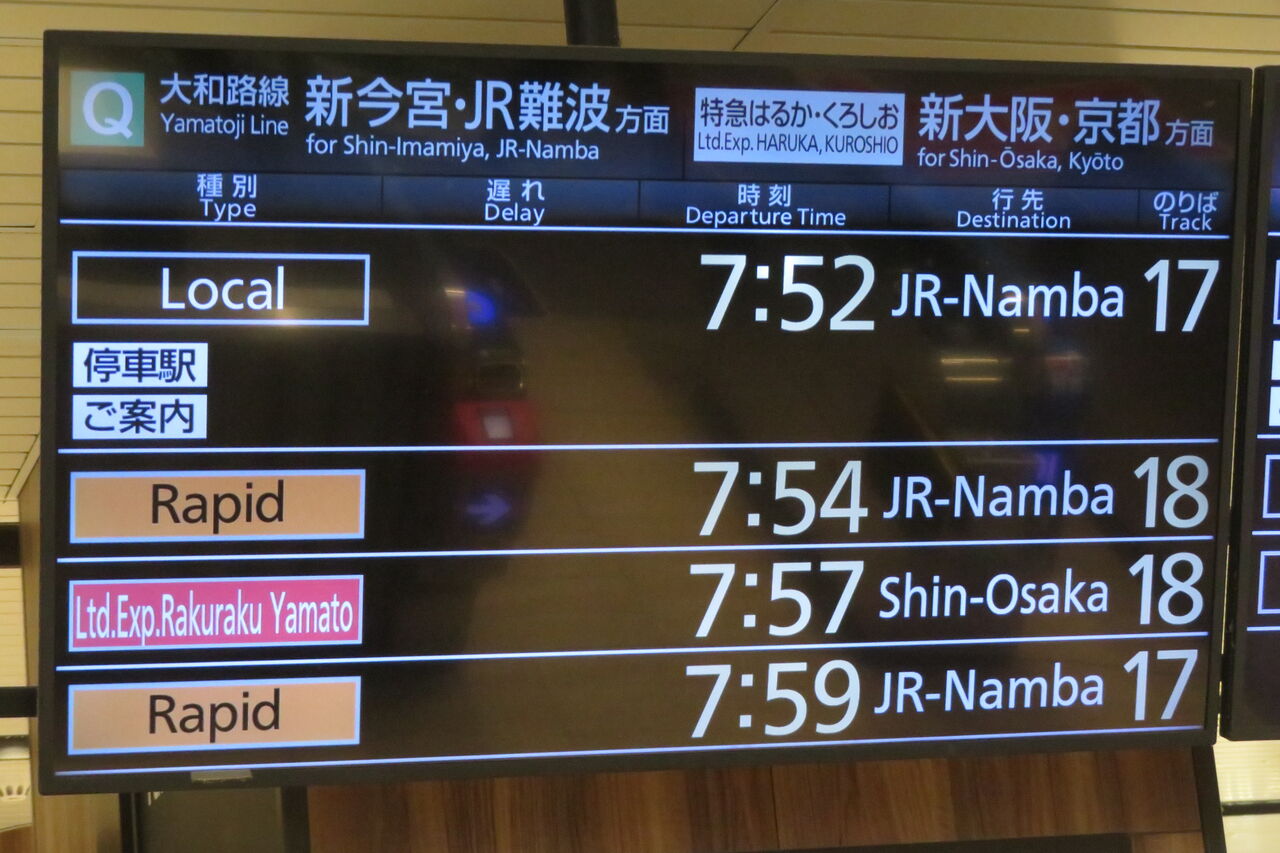 Q 大和路線 新今宮・JR難波方面 特急はるか・くろしお 新大阪・京都方面
Yamatoji Line for Shin-Imamiya, JR-Namba Ltd.Exp. HARUKA, KUROSHIO for Shin-Ōsaka, Kyōto
種別 遅れ 時刻 行先 のりば
Type Delay Departure Time Destination Track
Local 7:52 JR-Namba 17
停車駅
ご案内
Rapid 7:54 JR-Namba 18
Ltd.Exp.Rakuraku Yamato 7:57 Shin-Osaka 18
Rapid 7:59 JR-Namba 17